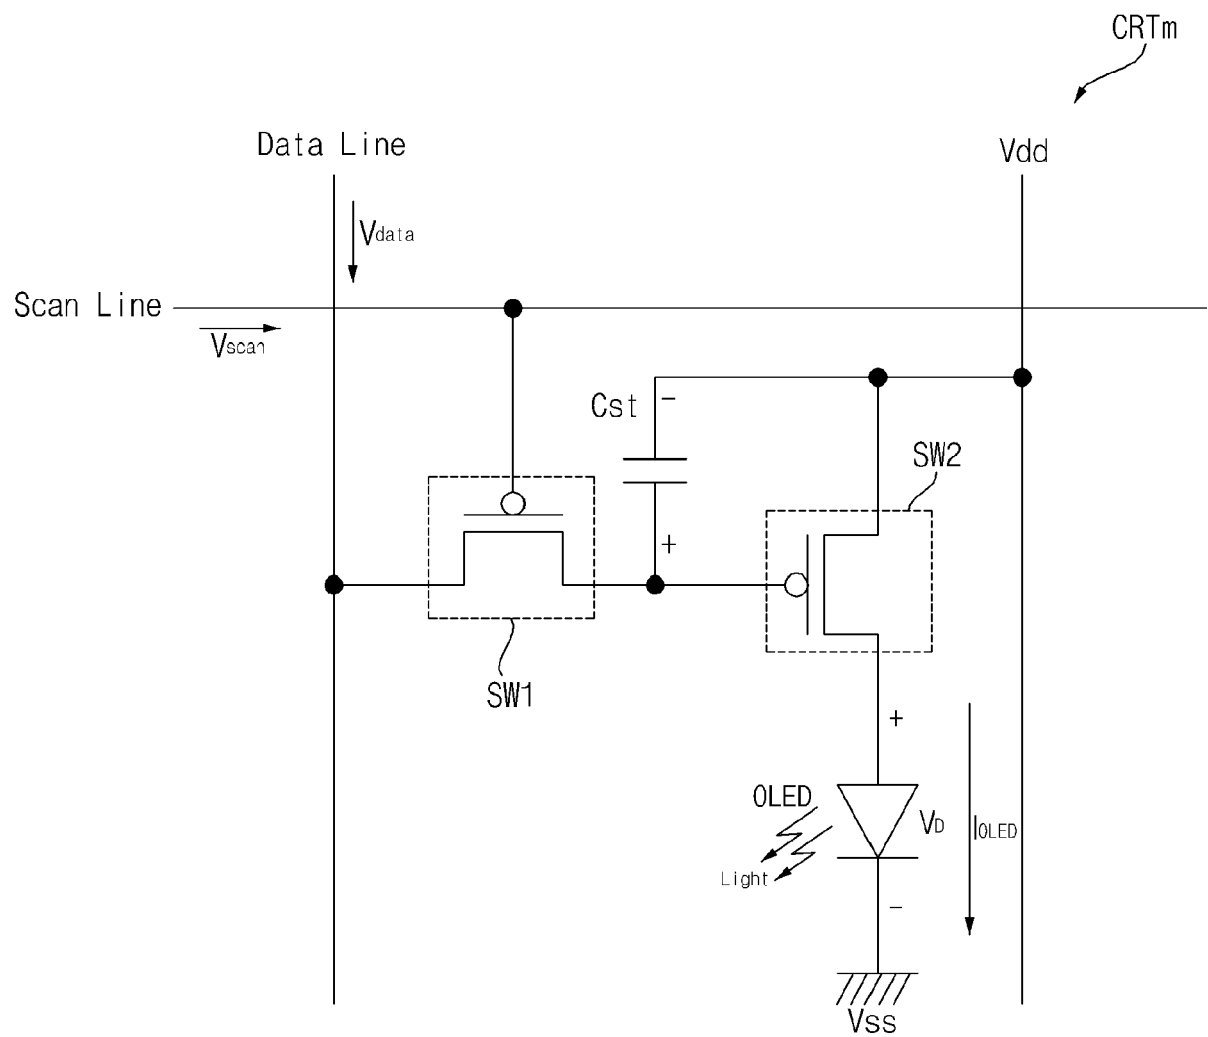 CRTm
Data Line
Vdd
Vdata
Scan Line
Vscan
Cst
-
SW2
+
SW1
+
OLED
VD
IOLED
Light
-
Vss